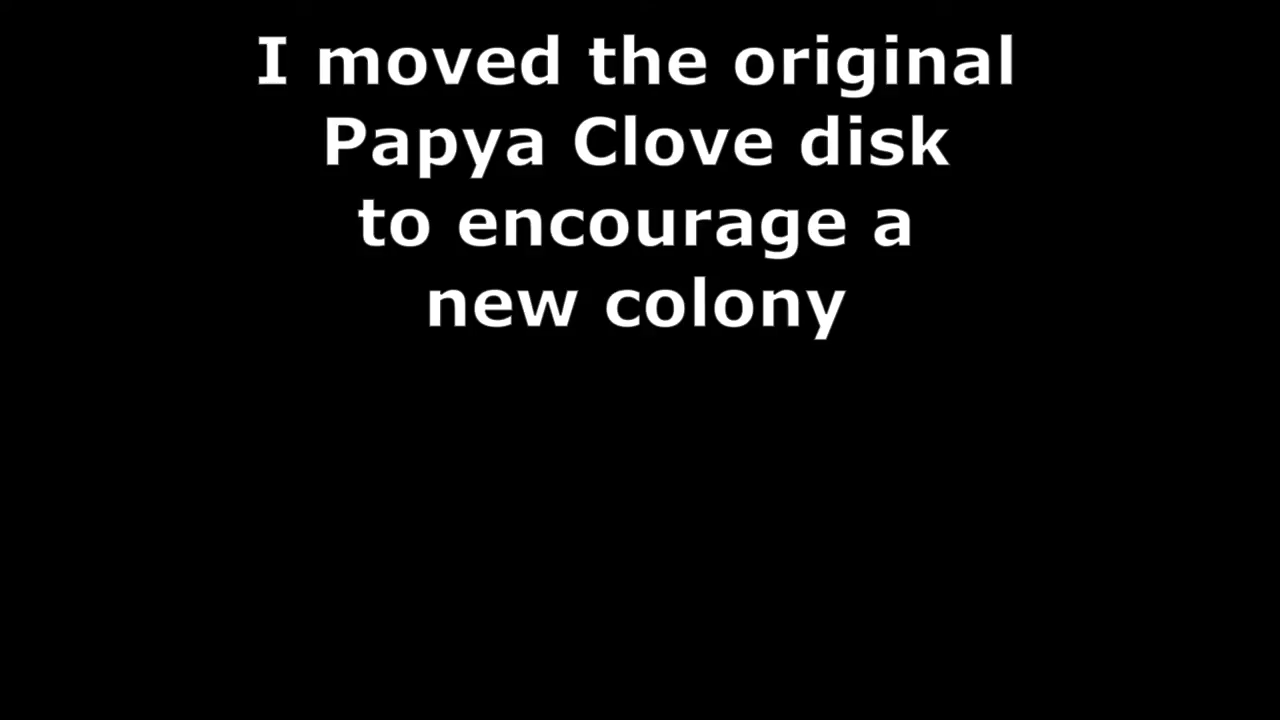 I moved the original
Papya Clove disk
to encourage a
new colony